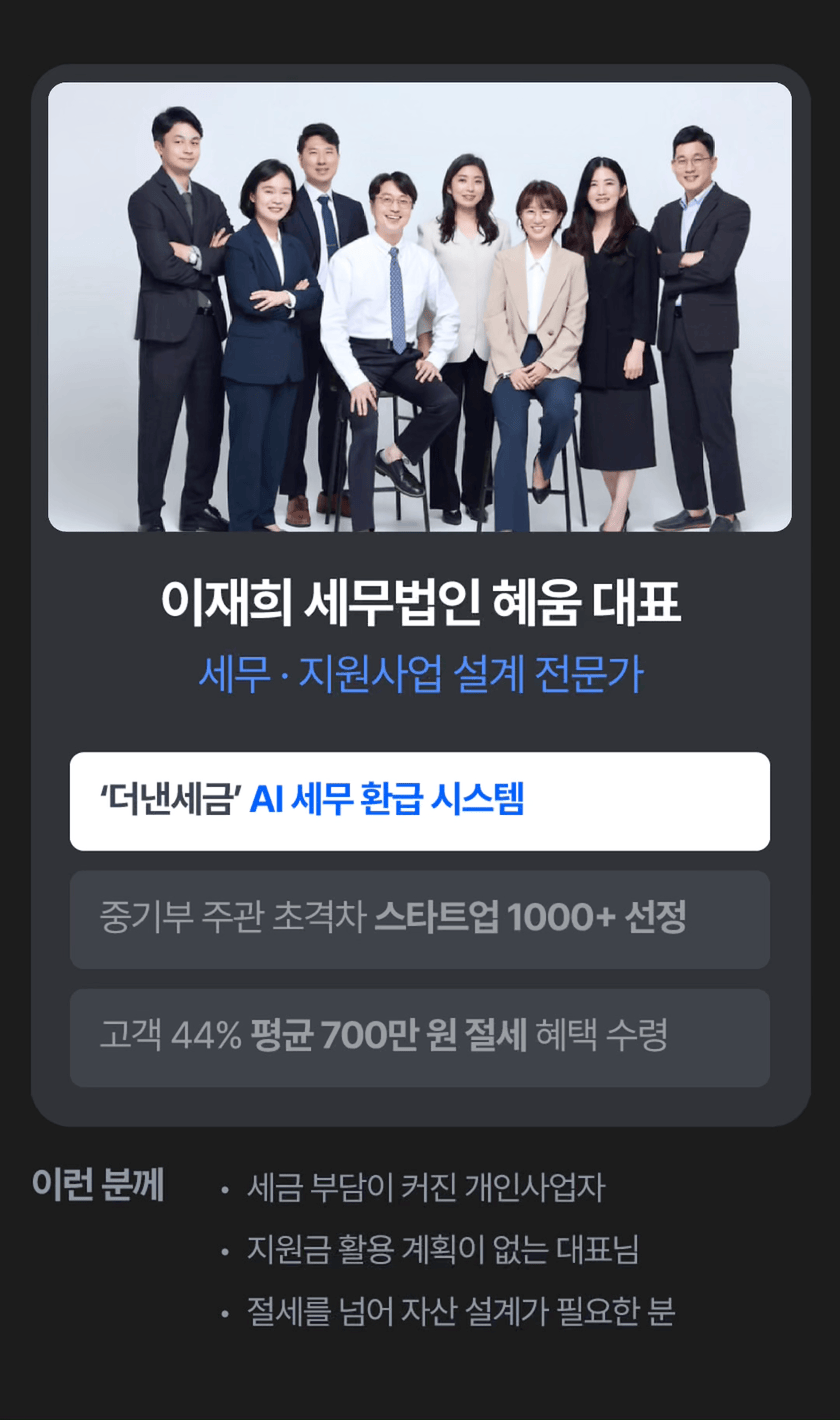 이재희 세무법인 혜움 대표
세무 · 지원사업 설계 전문가
‘더낸세금’ AI 세무 환급 시스템
중기부 주관 초격차 스타트업 1000+ 선정
고객 44% 평균 700만 원 절세 혜택 수령
이런 분께
• 세금 부담이 커진 개인사업자
• 지원금 활용 계획이 없는 대표님
• 절세를 넘어 자산 설계가 필요한 분